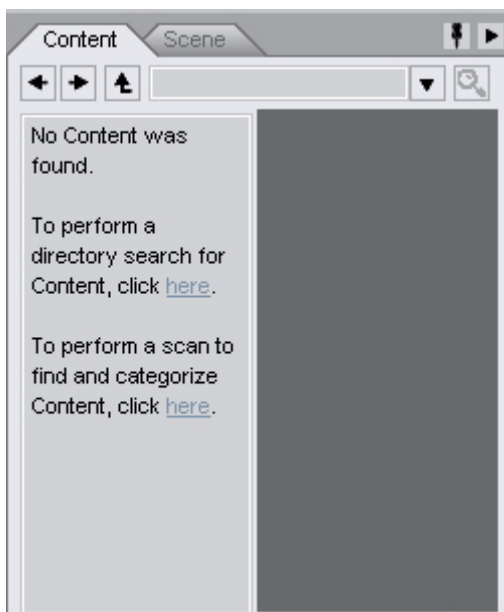 Content Scene
No Content was
found.
To perform a
directory search for
Content, click here.
To perform a scan to
find and categorize
Content, click here.